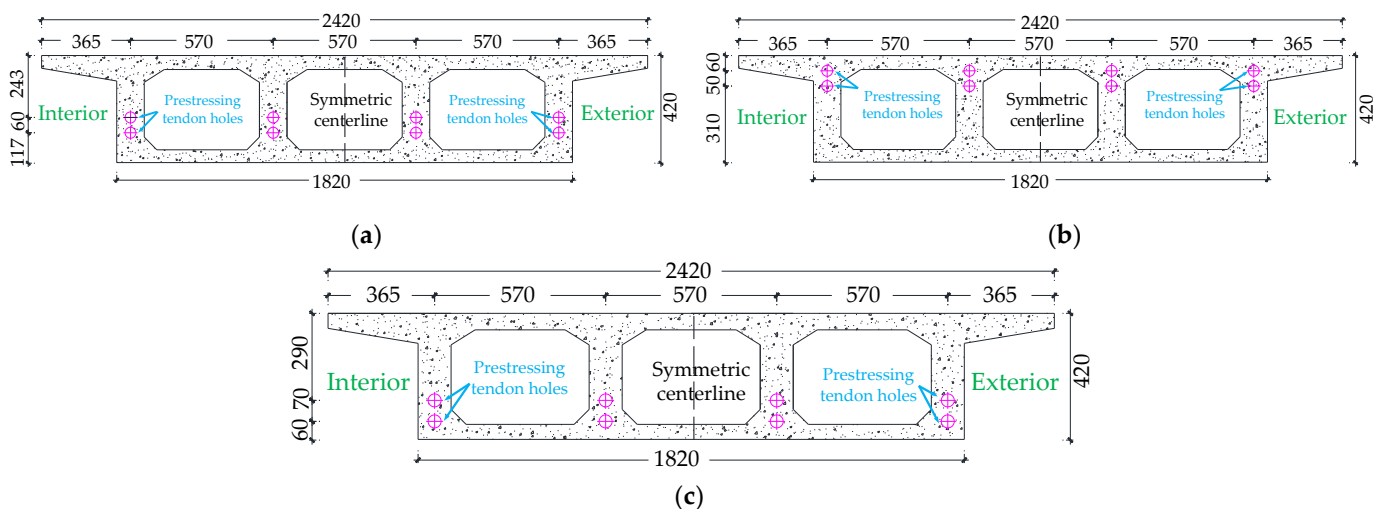 2420
365 570 570 570 365
243
60
117
Interior
Prestressing
tendon holes
Symmetric
centerline
Prestressing
tendon holes
Exterior
420
1820
(a)
2420
365 570 570 570 365
60
50
310
Interior
Prestressing
tendon holes
Symmetric
centerline
Prestressing
tendon holes
Exterior
420
1820
(b)
2420
365 570 570 570 365
290
70
60
Interior
Prestressing
tendon holes
Symmetric
centerline
Prestressing
tendon holes
Exterior
420
1820
(c)